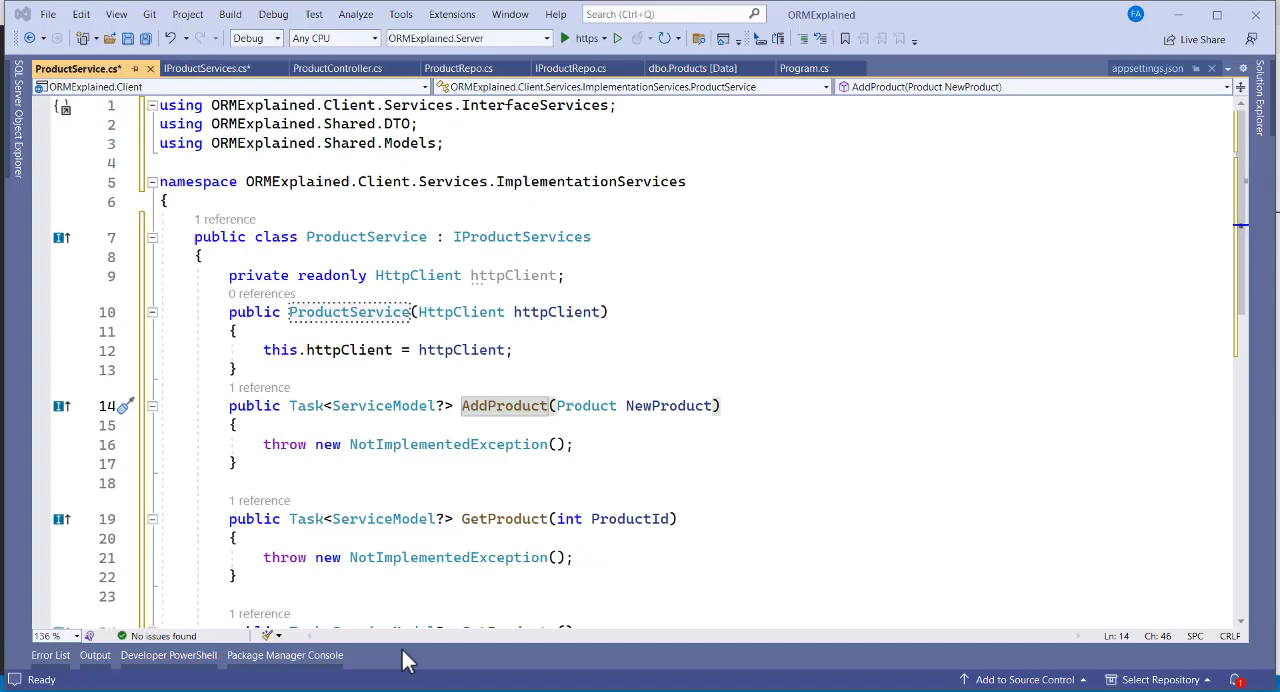 File Edit View Git Project Build Debug Test Analyze Tools Extensions Window Help Search (Ctrl+Q) ORMExplained FA
Debug Any CPU ORMExplained.Server https Live Share
ProductService.cs* IProductServices.cs* ProductController.cs ProductRepo.cs IProductRepo.cs dbo.Products [Data] Program.cs appsettings.json
ORMExplained.Client ORMExplained.Client.Services.ImplementationServices.ProductService AddProduct(Product NewProduct)
SQL Server Object Explorer
Solution Explorer
1 using ORMExplained.Client.Services.InterfaceServices;
2 using ORMExplained.Shared.DTO;
3 using ORMExplained.Shared.Models;
4
5 namespace ORMExplained.Client.Services.ImplementationServices
6 {
1 reference
7 public class ProductService : IProductServices
8 {
9 private readonly HttpClient httpClient;
0 references
10 public ProductService(HttpClient httpClient)
11 {
12 this.httpClient = httpClient;
13 }
1 reference
14 public Task<ServiceModel?> AddProduct(Product NewProduct)
15 {
16 throw new NotImplementedException();
17 }
18
1 reference
19 public Task<ServiceModel?> GetProduct(int ProductId)
20 {
21 throw new NotImplementedException();
22 }
23
1 reference
136 % No issues found Ln: 14 Ch: 46 SPC CRLF
Error List Output Developer PowerShell Package Manager Console
Ready Add to Source Control Select Repository 1